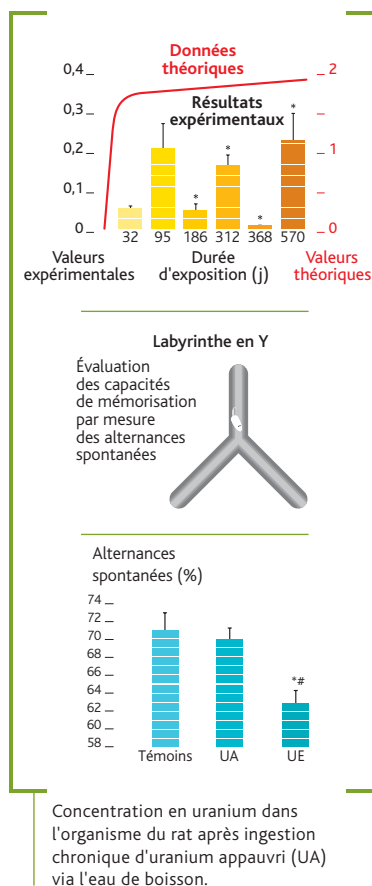 Données
théoriques
0,4
2
Résultats
expérimentaux
0,3
*
0,2
*
1
*
0,1
*
0
0
32 95 186 312 368 570
Valeurs
expérimentales
Durée
d'exposition (j)
Valeurs
théoriques
Labyrinthe en Y
Évaluation
des capacités
de mémorisation
par mesure
des alternances
spontanées
Alternances
spontanées (%)
74
72
70
68
66
64
62
60
58
*#
Témoins UA UE
Concentration en uranium dans
l'organisme du rat après ingestion
chronique d'uranium appauvri (UA)
via l'eau de boisson.